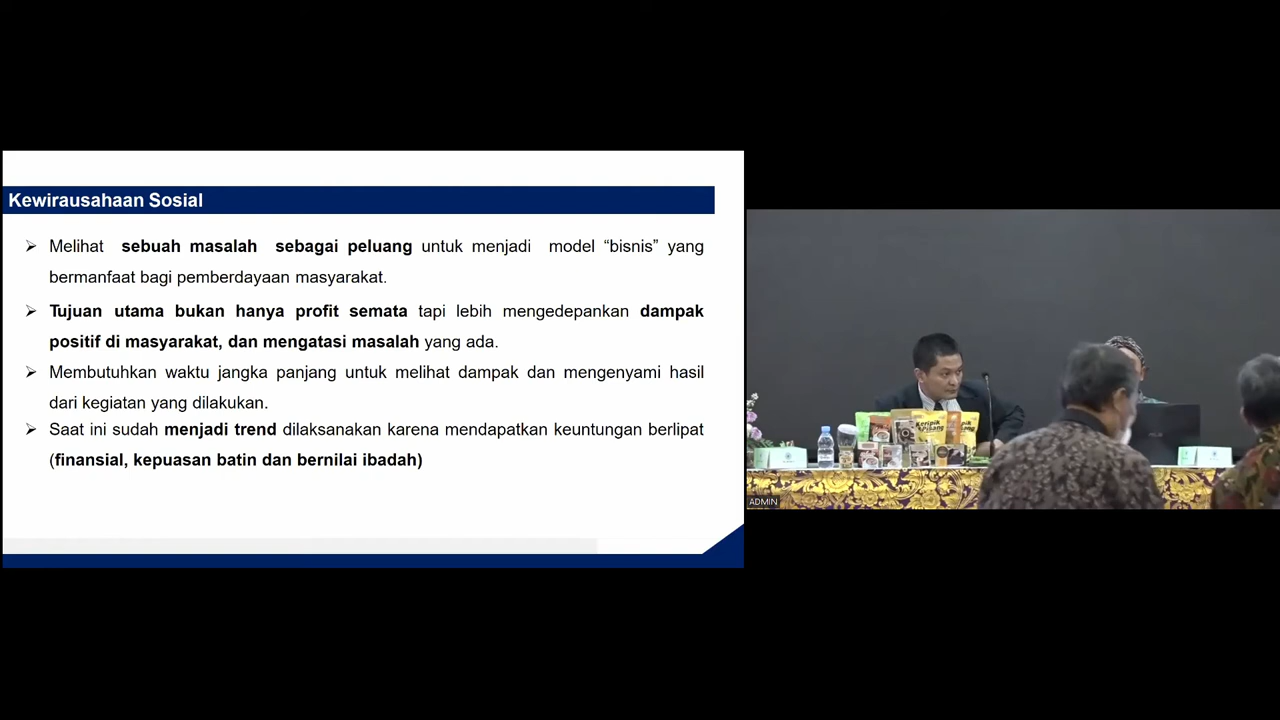 Kewirausahaan Sosial
➢ Melihat sebuah masalah sebagai peluang untuk menjadi model “bisnis” yang
bermanfaat bagi pemberdayaan masyarakat.
➢ Tujuan utama bukan hanya profit semata tapi lebih mengedepankan dampak
positif di masyarakat, dan mengatasi masalah yang ada.
➢ Membutuhkan waktu jangka panjang untuk melihat dampak dan mengenyami hasil
dari kegiatan yang dilakukan.
➢ Saat ini sudah menjadi trend dilaksanakan karena mendapatkan keuntungan berlipat
(finansial, kepuasan batin dan bernilai ibadah)
Keripik
Pisang
ADMIN